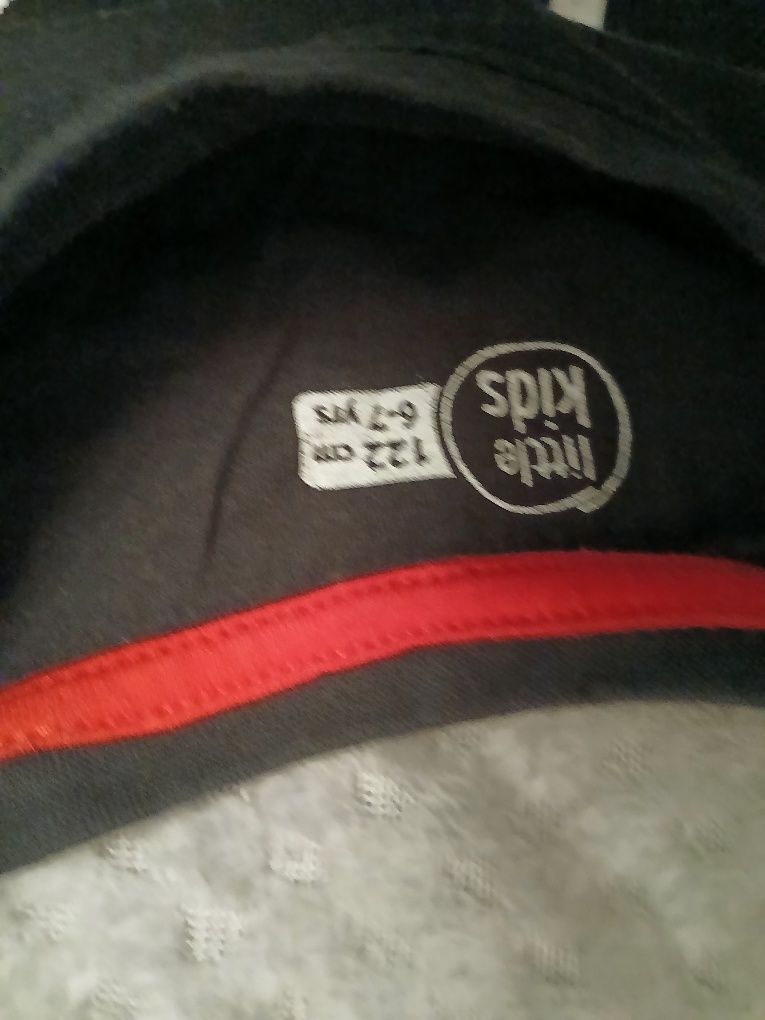 little
kids
122 cm
6-7 yrs